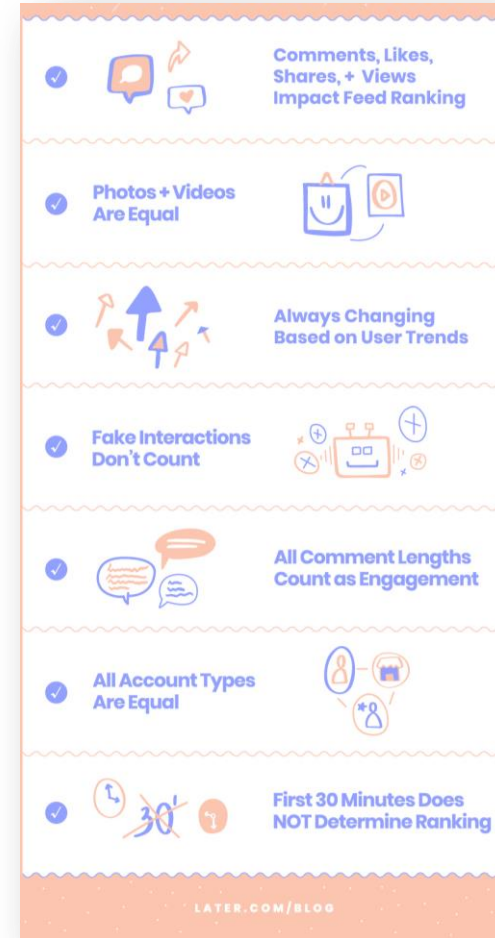 Comments, Likes,
Shares, + Views
Impact Feed Ranking
Photos + Videos
Are Equal
Always Changing
Based on User Trends
Fake Interactions
Don't Count
All Comment Lengths
Count as Engagement
All Account Types
Are Equal
30'
First 30 Minutes Does
NOT Determine Ranking
LATER.COM/BLOG